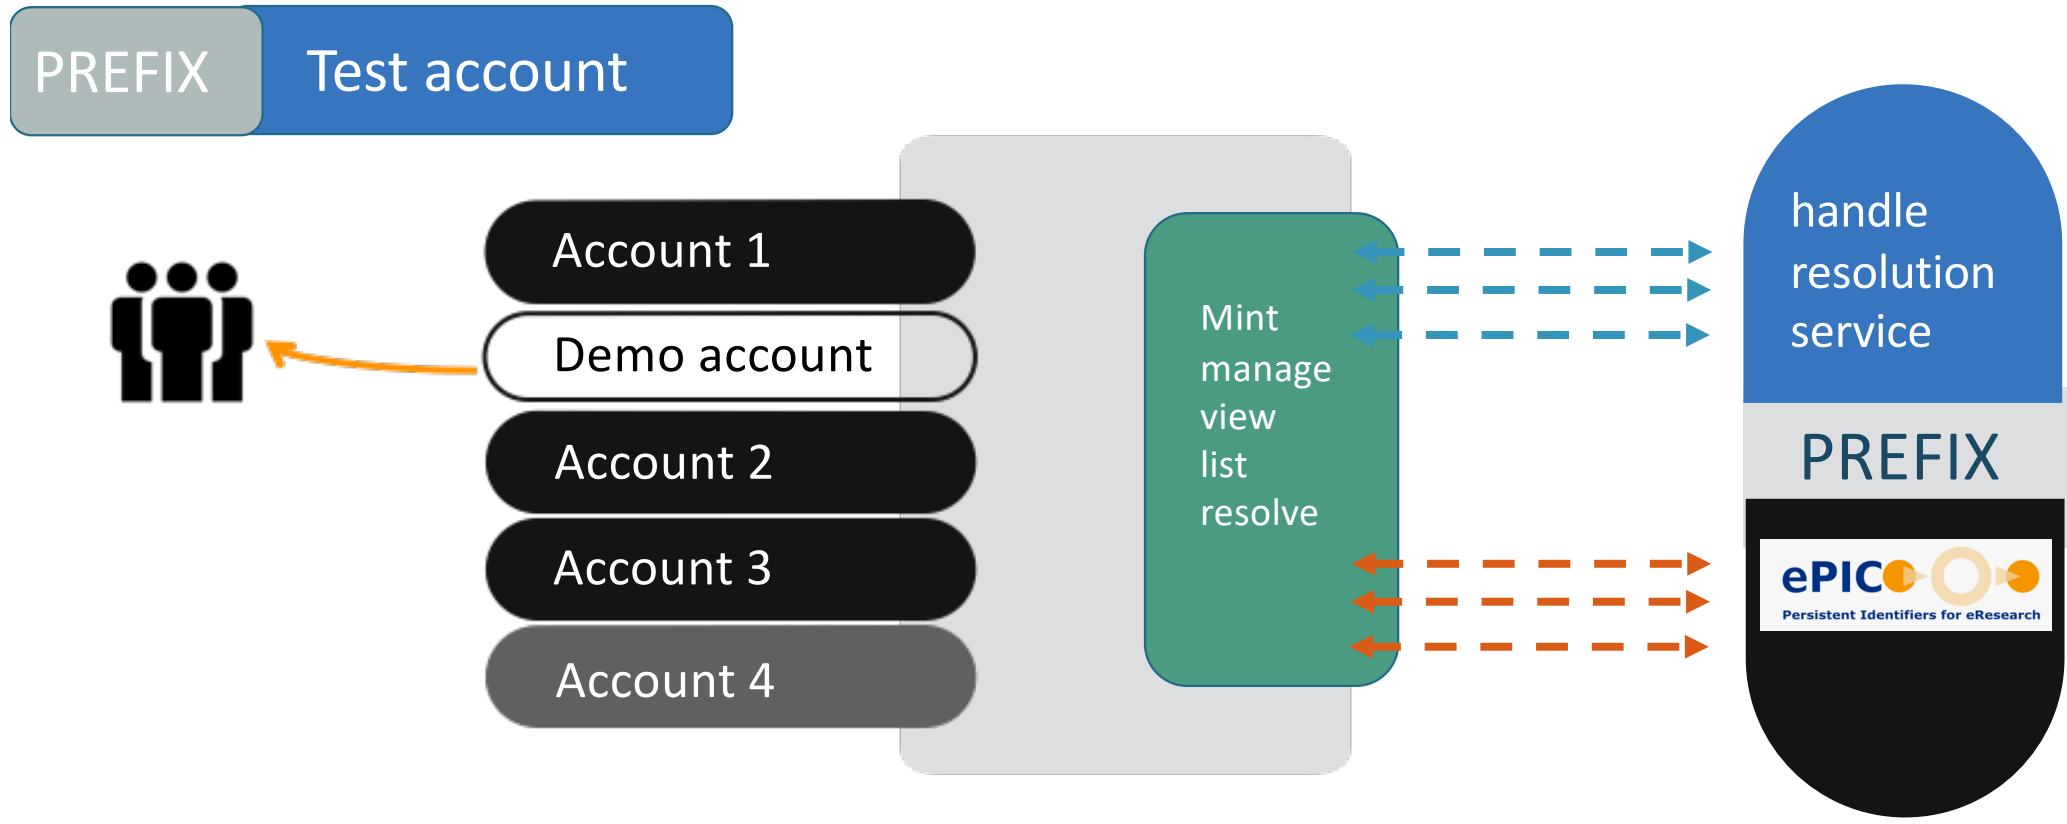 PREFIX
Test account
Account 1
Demo account
Account 2
Account 3
Account 4
Mint
manage
view
list
resolve
handle
resolution
service
PREFIX
ePIC
Persistent Identifiers for eResearch